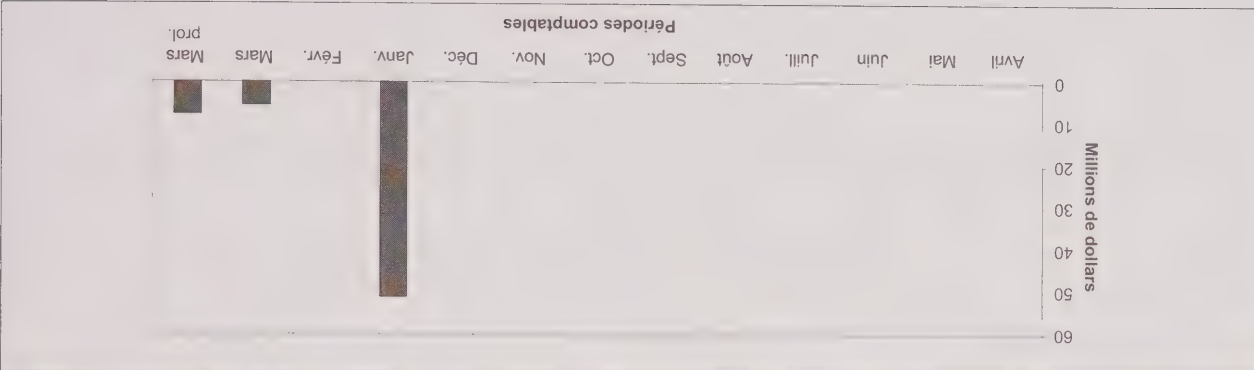 Millions de dollars
60
50
40
30
20
10
0
Avril Mai Juin Juill. Août Sept. Oct. Nov. Déc. Janv. Févr. Mars Mars
prol.
Périodes comptables